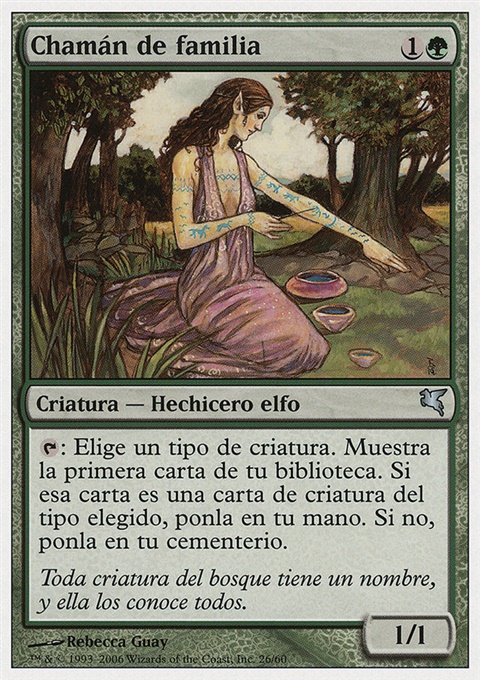 Chamán de familia
1
Criatura — Hechicero elfo
: Elige un tipo de criatura. Muestra
la primera carta de tu biblioteca. Si
esa carta es una carta de criatura del
tipo elegido, ponla en tu mano. Si no,
ponla en tu cementerio.
Toda criatura del bosque tiene un nombre,
y ella los conoce todos.
Rebecca Guay
1/1
™ & © 1993–2006 Wizards of the Coast, Inc. 26/60